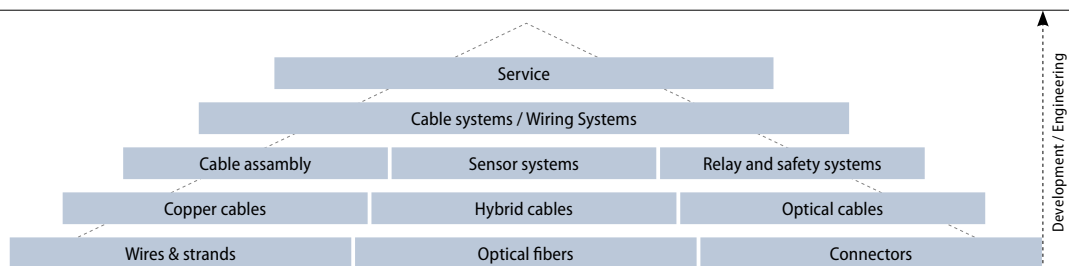 Service
Cable systems / Wiring Systems
Cable assembly
Sensor systems
Relay and safety systems
Copper cables
Hybrid cables
Optical cables
Wires & strands
Optical fibers
Connectors
Development / Engineering